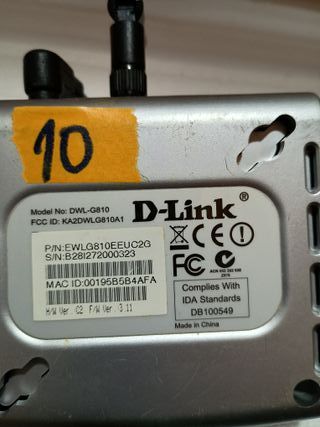 10
Model No: DWL-G810
FCC ID: KA2DWLG810A1
D-Link®
P/N:EWLG810EEUC2G
S/N:B28I272000323
MAC ID:00195B5B4AFA
H/W Ver. C2 F/W Ver. 3.11
CE
FC
Complies With
IDA Standards
DB100549
Made in China